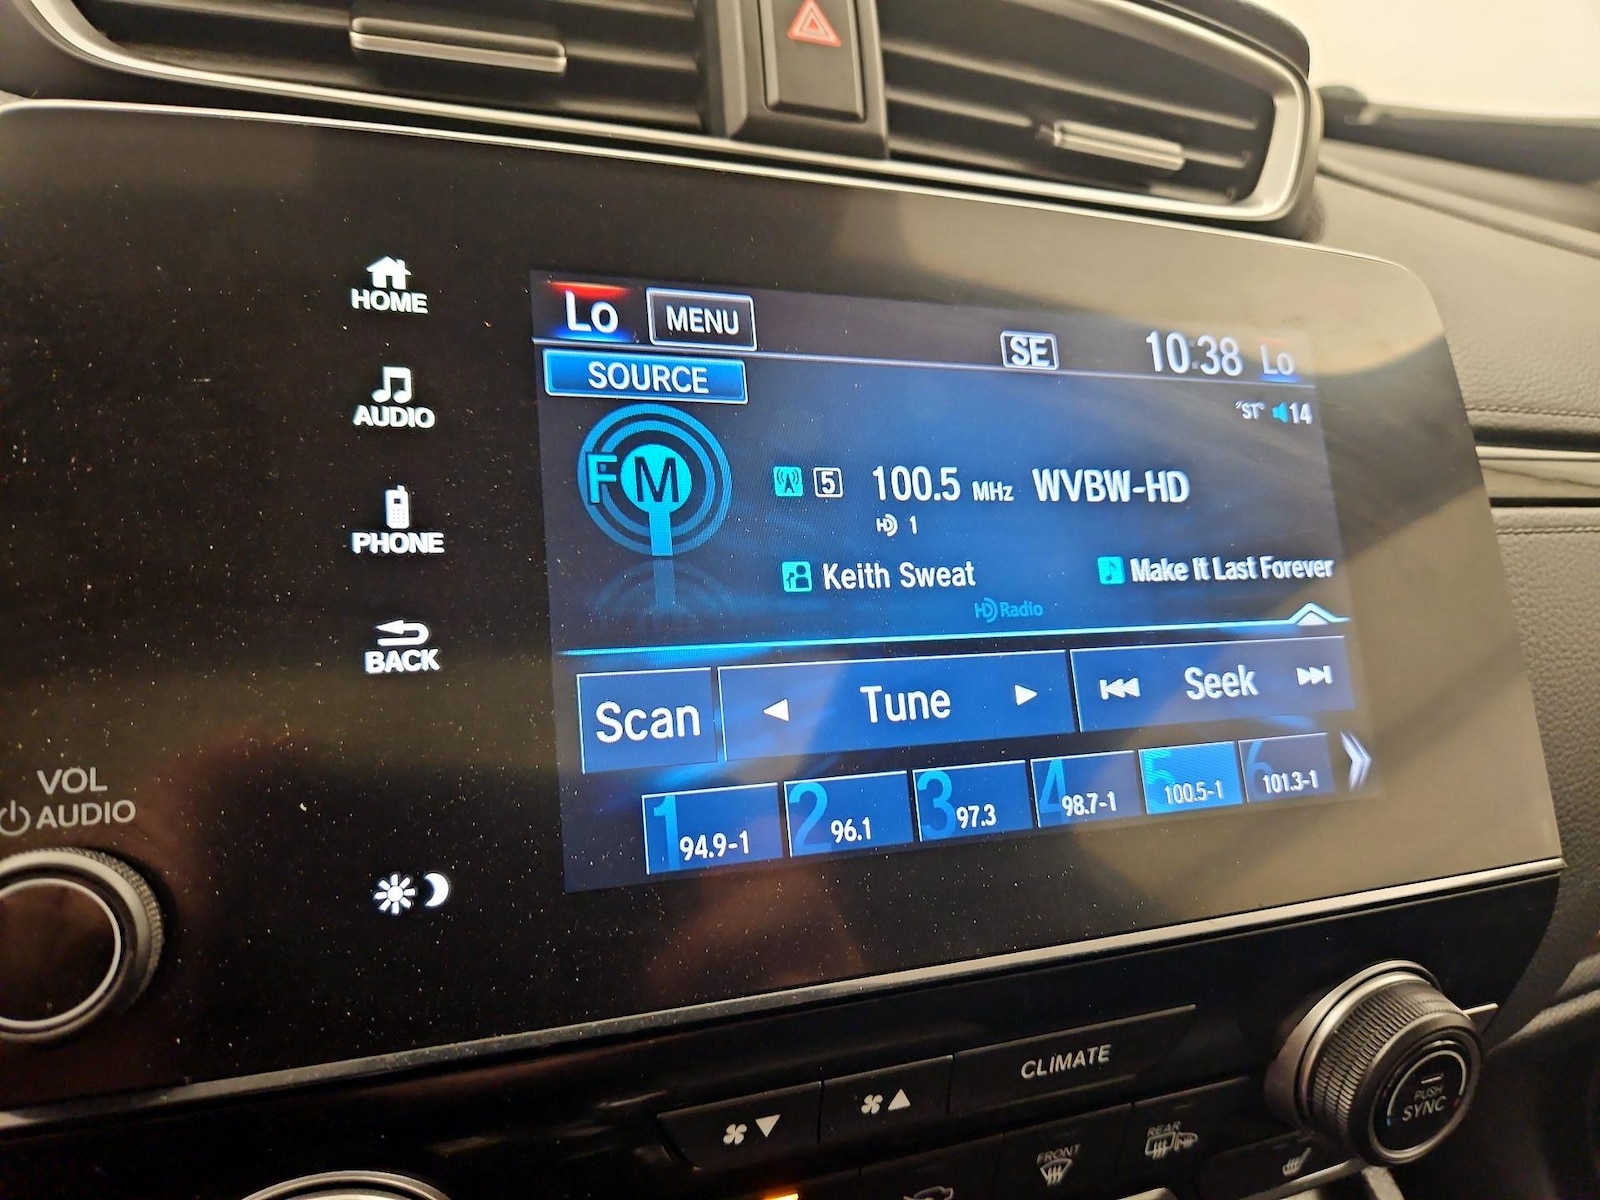 HOME
AUDIO
PHONE
BACK
VOL
AUDIO
Lo MENU SE 10:38 Lo
SOURCE
"ST" 14
FM
5 100.5 MHz WVBW-HD
HD 1
Keith Sweat Make It Last Forever
HD Radio
Scan Tune Seek
1 94.9-1 2 96.1 3 97.3 4 98.7-1 5 100.5-1 6 101.3-1
CLIMATE
PUSH
SYNC
FRONT
REAR